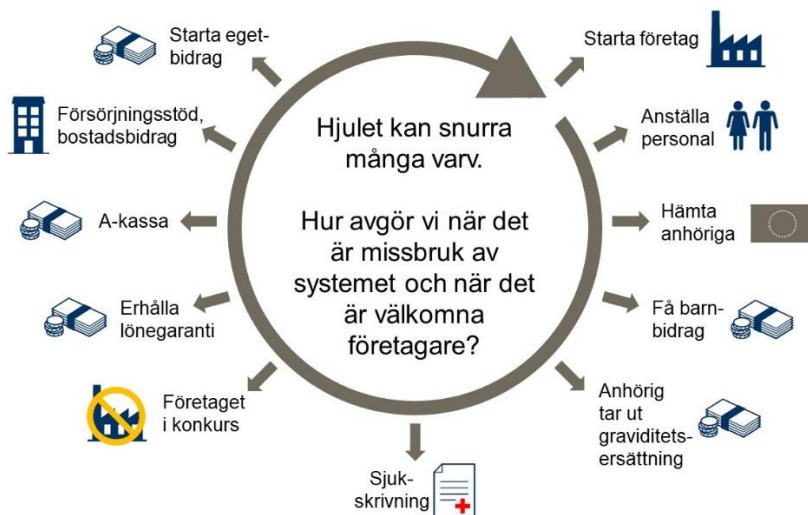 Starta företag
Anställa
personal
Hämta
anhöriga
Få barn-
bidrag
Anhörig
tar ut
graviditets-
ersättning
Sjuk-
skrivning
Företaget
i konkurs
Erhålla
lönegaranti
A-kassa
Försörjningsstöd,
bostadsbidrag
Starta eget-
bidrag
Hjulet kan snurra
många varv.
Hur avgör vi när det
är missbruk av
systemet och när det
är välkomna
företagare?